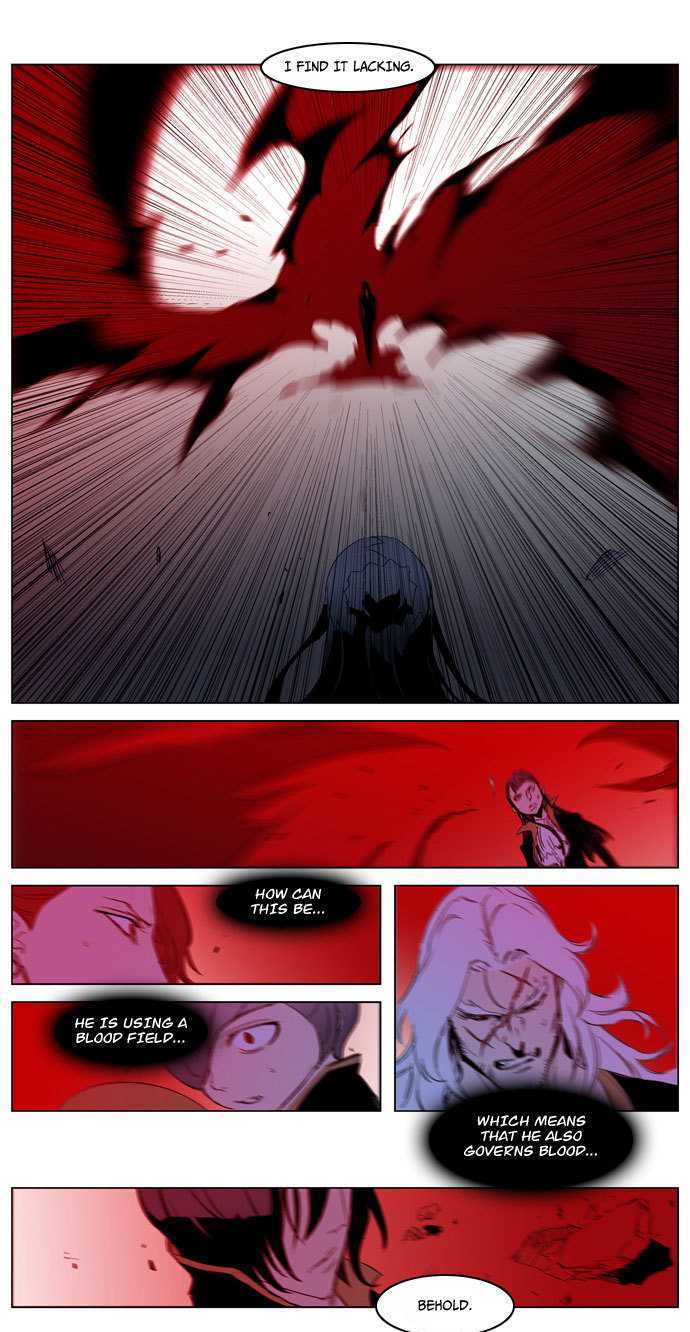 I FIND IT LACKING.
HOW CAN
THIS BE...
HE IS USING A
BLOOD FIELD...
WHICH MEANS
THAT HE ALSO
GOVERNS BLOOD...
BEHOLD.